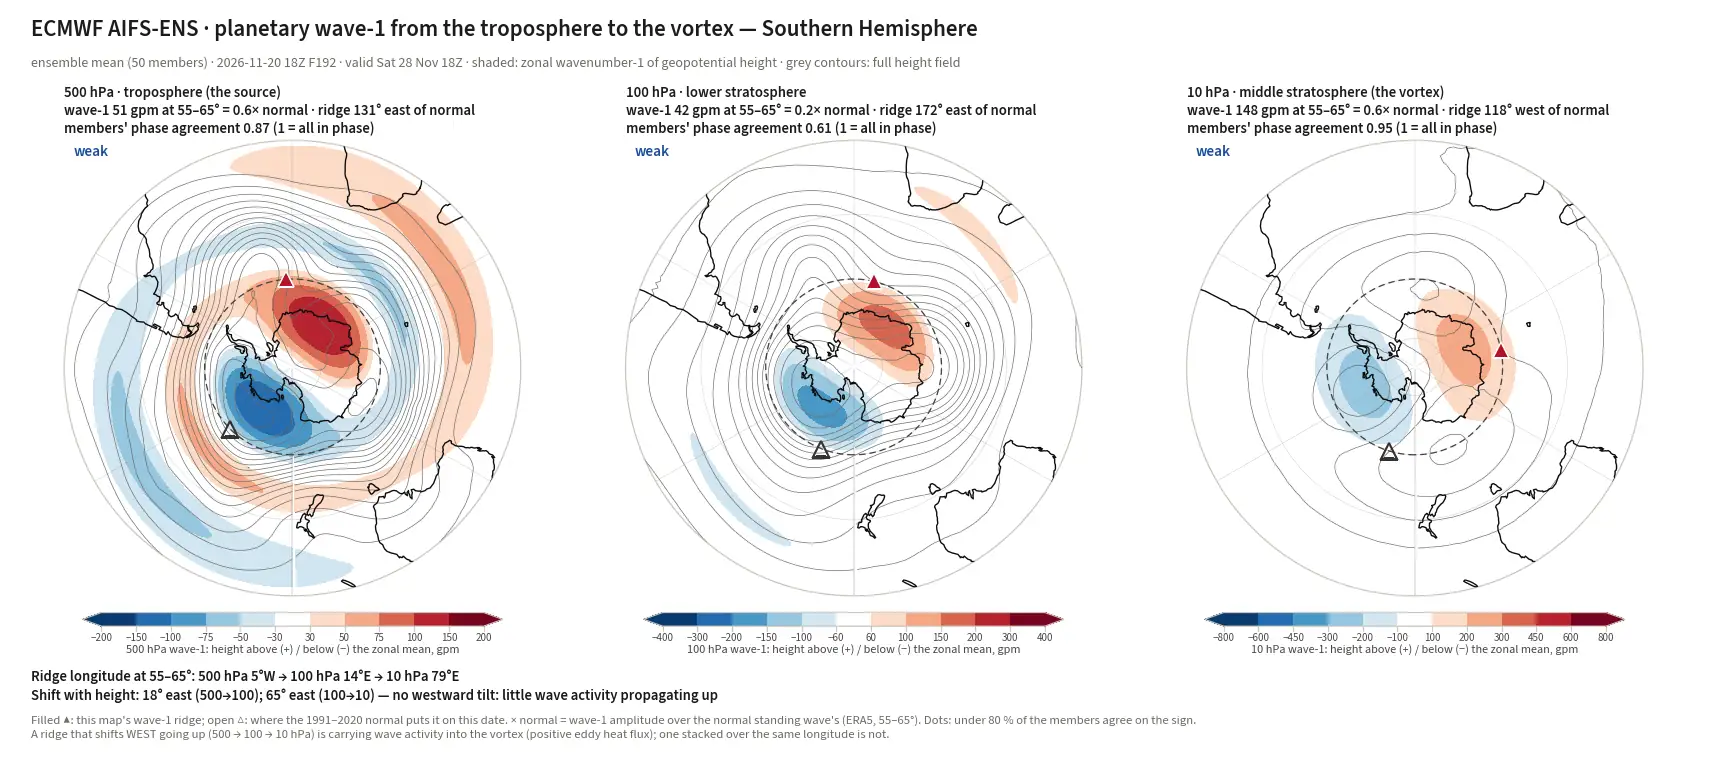 ECMWF AIFS-ENS · planetary wave-1 from the troposphere to the vortex — Southern Hemisphere
ensemble mean (50 members) · 2026-11-20 18Z F192 · valid Sat 28 Nov 18Z · shaded: zonal wavenumber-1 of geopotential height · grey contours: full height field
500 hPa · troposphere (the source)
wave-1 51 gpm at 55–65° = 0.6× normal · ridge 131° east of normal
members' phase agreement 0.87 (1 = all in phase)
weak
100 hPa · lower stratosphere
wave-1 42 gpm at 55–65° = 0.2× normal · ridge 172° east of normal
members' phase agreement 0.61 (1 = all in phase)
weak
10 hPa · middle stratosphere (the vortex)
wave-1 148 gpm at 55–65° = 0.6× normal · ridge 118° west of normal
members' phase agreement 0.95 (1 = all in phase)
weak
−200 −150 −100 −75 −50 −30 30 50 75 100 150 200
500 hPa wave-1: height above (+) / below (−) the zonal mean, gpm
−400 −300 −200 −150 −100 −60 60 100 150 200 300 400
100 hPa wave-1: height above (+) / below (−) the zonal mean, gpm
−800 −600 −450 −300 −200 −100 100 200 300 450 600 800
10 hPa wave-1: height above (+) / below (−) the zonal mean, gpm
Ridge longitude at 55–65°: 500 hPa 5°W → 100 hPa 14°E → 10 hPa 79°E
Shift with height: 18° east (500→100); 65° east (100→10) — no westward tilt: little wave activity propagating up
Filled ▲: this map's wave-1 ridge; open △: where the 1991–2020 normal puts it on this date. × normal = wave-1 amplitude over the normal standing wave's (ERA5, 55–65°). Dots: under 80 % of the members agree on the sign.
A ridge that shifts WEST going up (500 → 100 → 10 hPa) is carrying wave activity into the vortex (positive eddy heat flux); one stacked over the same longitude is not.